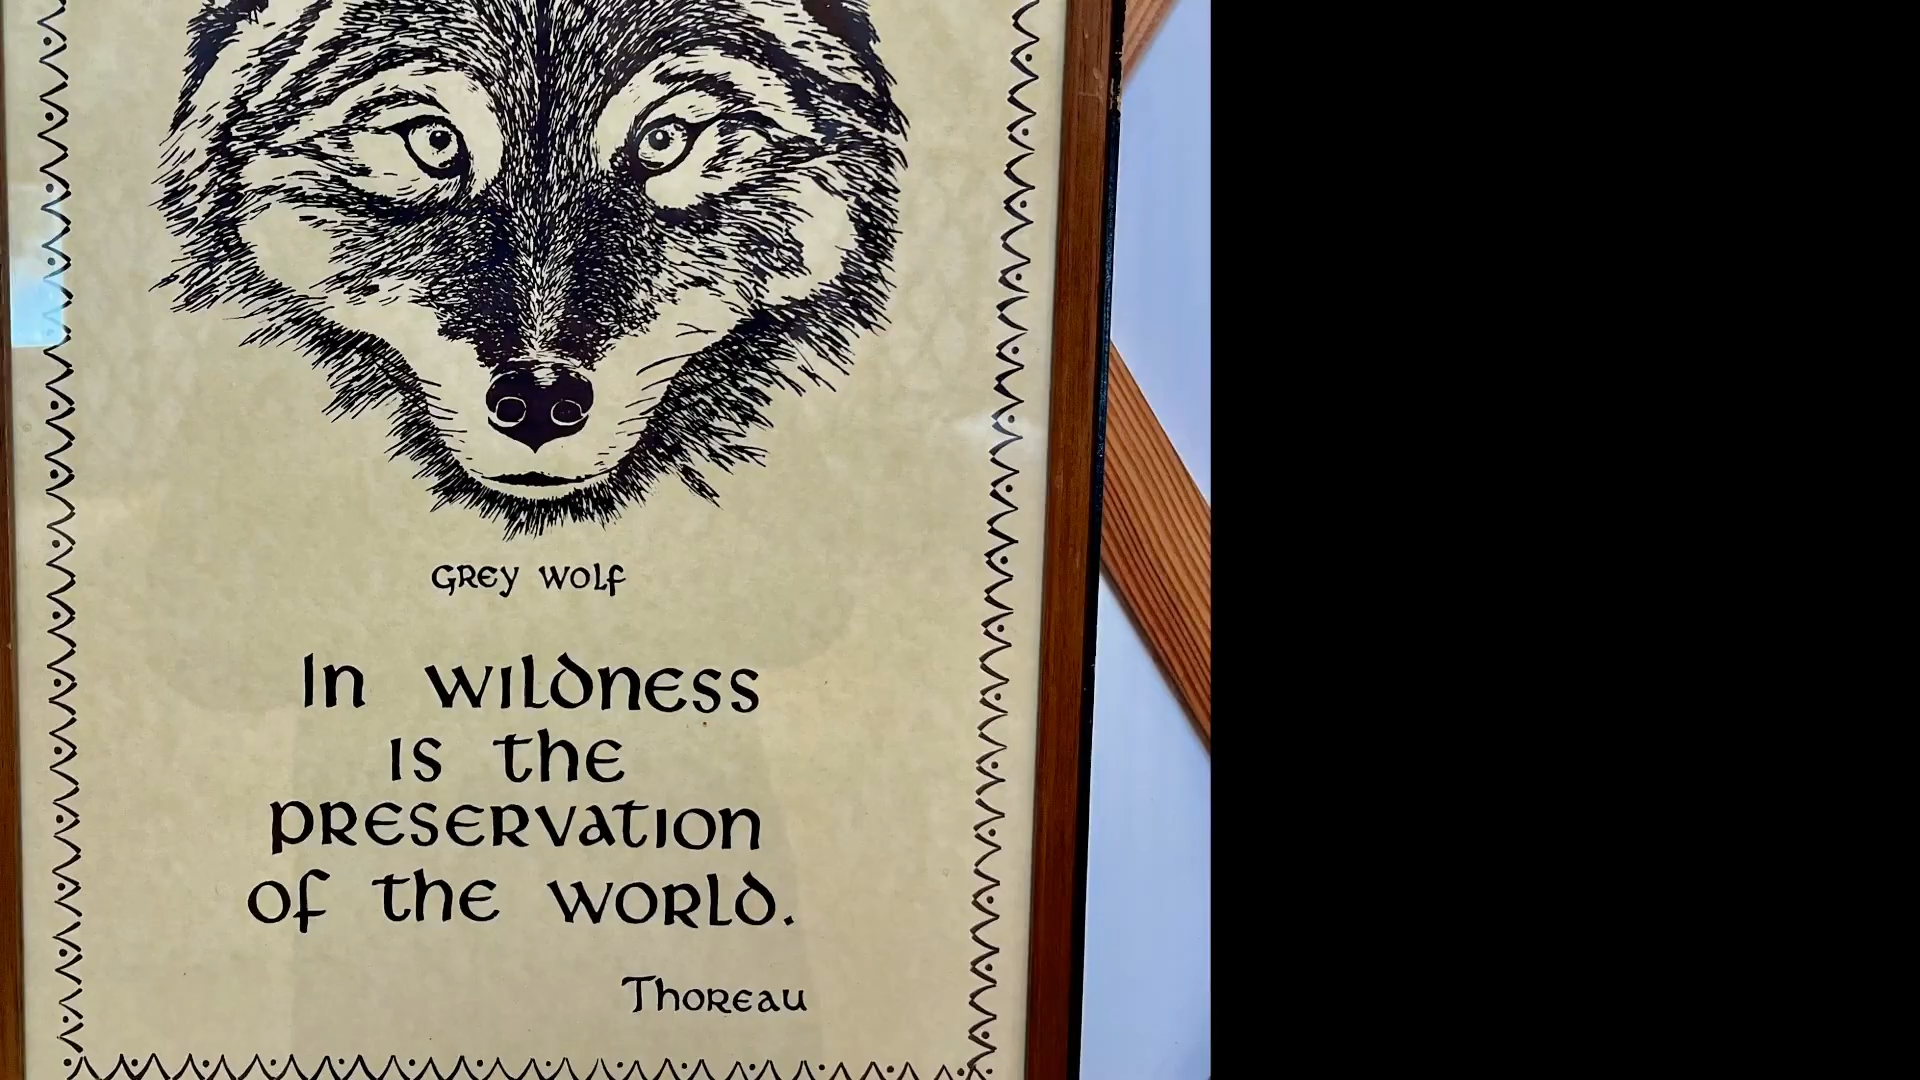 Grey Wolf
In wildness
is the
preservation
of the world.
Thoreau